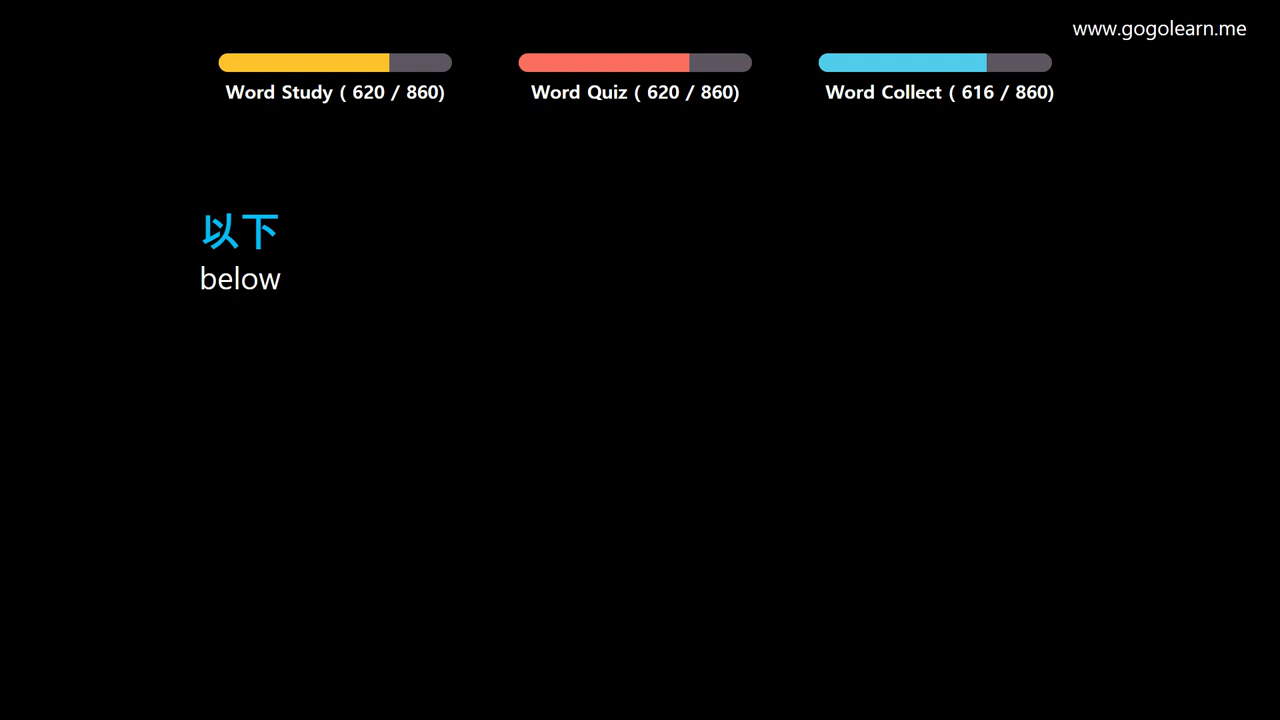 www.gogolearn.me
Word Study ( 620 / 860)
Word Quiz ( 620 / 860)
Word Collect ( 616 / 860)
以下
below